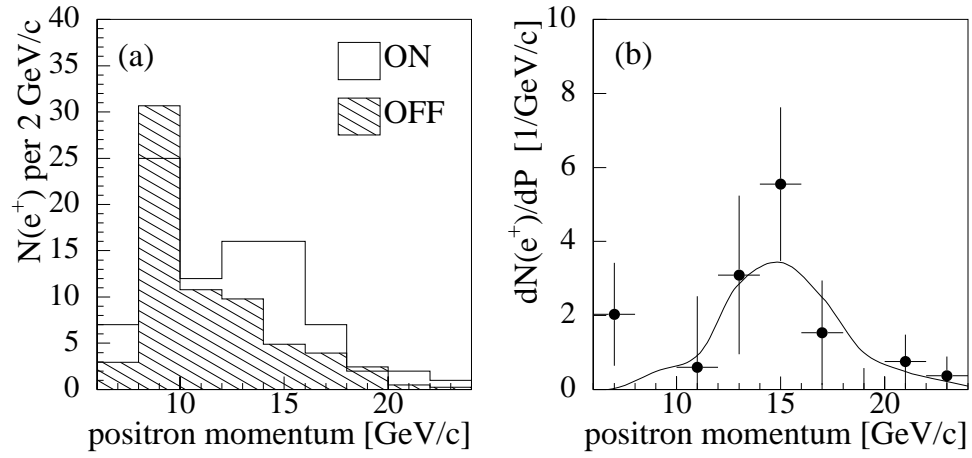 (a)
ON
OFF
N(e⁺) per 2 GeV/c
40
35
30
25
20
15
10
5
0
10 15 20
positron momentum [GeV/c]
(b)
dN(e⁺)/dP [1/GeV/c]
10
8
6
4
2
0
10 15 20
positron momentum [GeV/c]